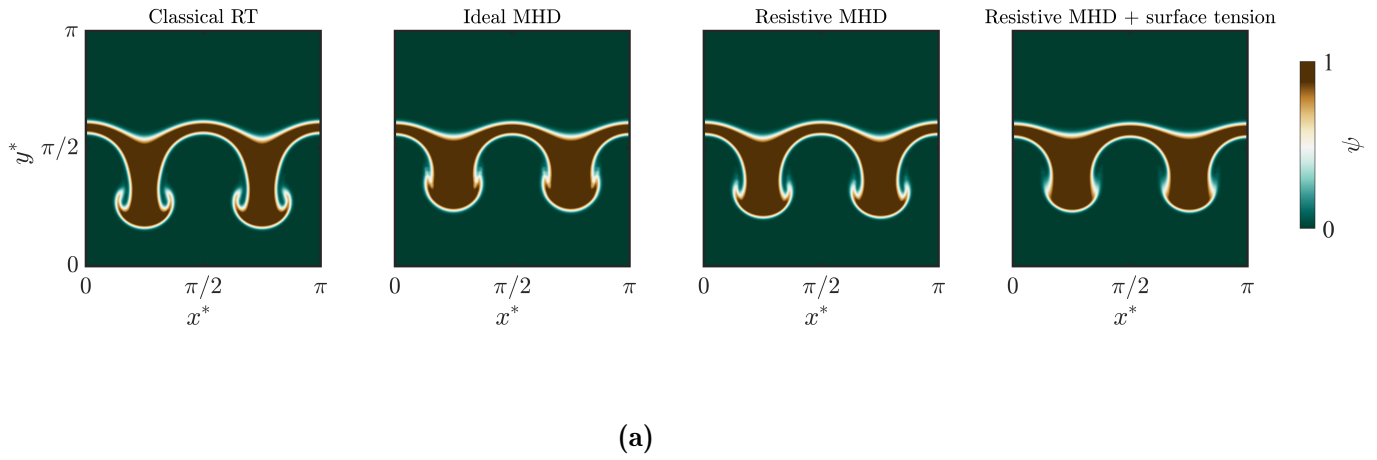 Classical RT
Ideal MHD
Resistive MHD
Resistive MHD + surface tension
π
π/2
0
y*
0 π/2 π
x*
0 π/2 π
x*
0 π/2 π
x*
0 π/2 π
x*
1
0
ψ
(a)